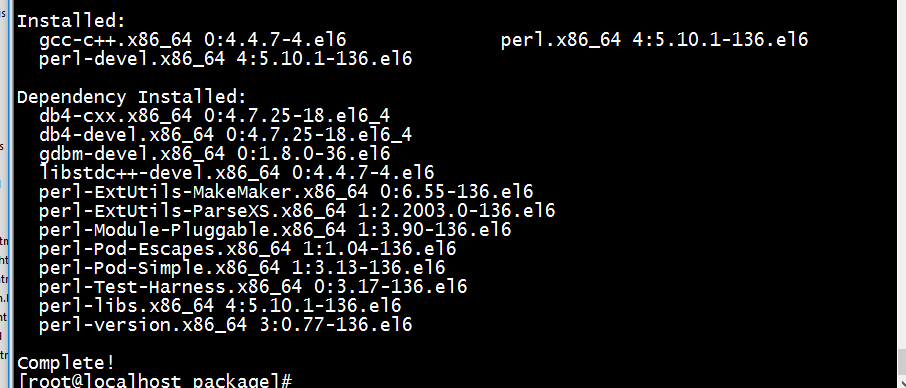 Installed:
gcc-c++.x86_64 0:4.4.7-4.el6 perl.x86_64 4:5.10.1-136.el6
perl-devel.x86_64 4:5.10.1-136.el6
Dependency Installed:
db4-cxx.x86_64 0:4.7.25-18.el6_4
db4-devel.x86_64 0:4.7.25-18.el6_4
gdbm-devel.x86_64 0:1.8.0-36.el6
libstdc++-devel.x86_64 0:4.4.7-4.el6
perl-ExtUtils-MakeMaker.x86_64 0:6.55-136.el6
perl-ExtUtils-ParseXS.x86_64 1:2.2003.0-136.el6
perl-Module-Pluggable.x86_64 1:3.90-136.el6
perl-Pod-Escapes.x86_64 1:1.04-136.el6
perl-Pod-Simple.x86_64 1:3.13-136.el6
perl-Test-Harness.x86_64 0:3.17-136.el6
perl-libs.x86_64 4:5.10.1-136.el6
perl-version.x86_64 3:0.77-136.el6
Complete!
[root@localhost package]#